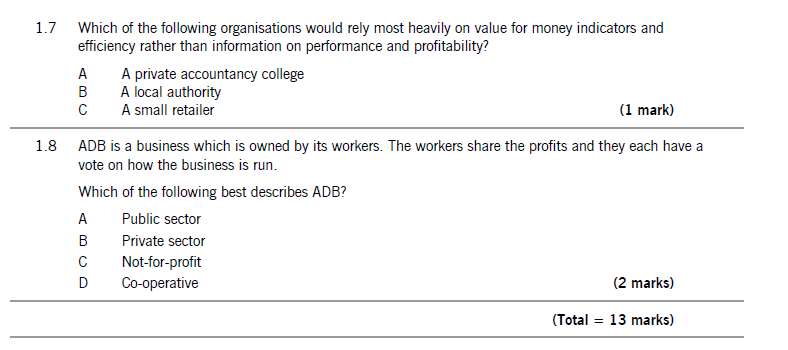 1.7 Which of the following organisations would rely most heavily on value for money indicators and
efficiency rather than information on performance and profitability?
A A private accountancy college
B A local authority
C A small retailer (1 mark)
1.8 ADB is a business which is owned by its workers. The workers share the profits and they each have a
vote on how the business is run.
Which of the following best describes ADB?
A Public sector
B Private sector
C Not-for-profit
D Co-operative (2 marks)
(Total = 13 marks)